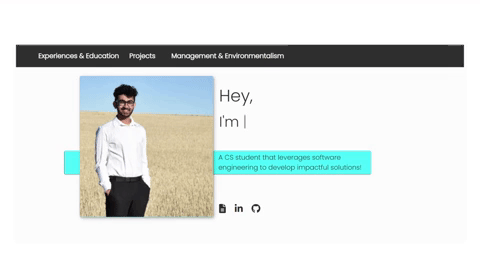 Experiences & Education Projects Management & Environmentalism
Hey,
I'm |
A CS student that leverages software
engineering to develop impactful solutions!